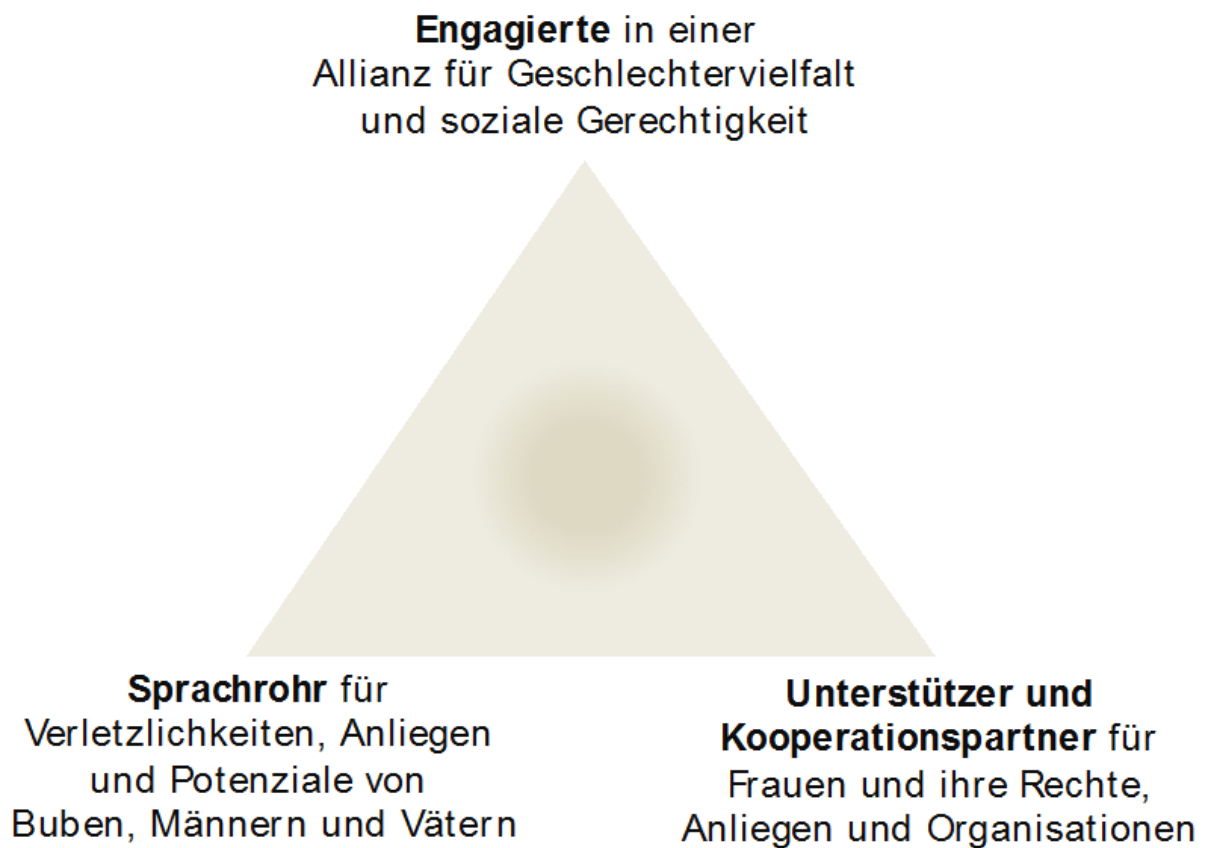 Engagierte in einer
Allianz für Geschlechtervielfalt
und soziale Gerechtigkeit
Sprachrohr für
Verletzlichkeiten, Anliegen
und Potenziale von
Buben, Männern und Vätern
Unterstützer und
Kooperationspartner für
Frauen und ihre Rechte,
Anliegen und Organisationen